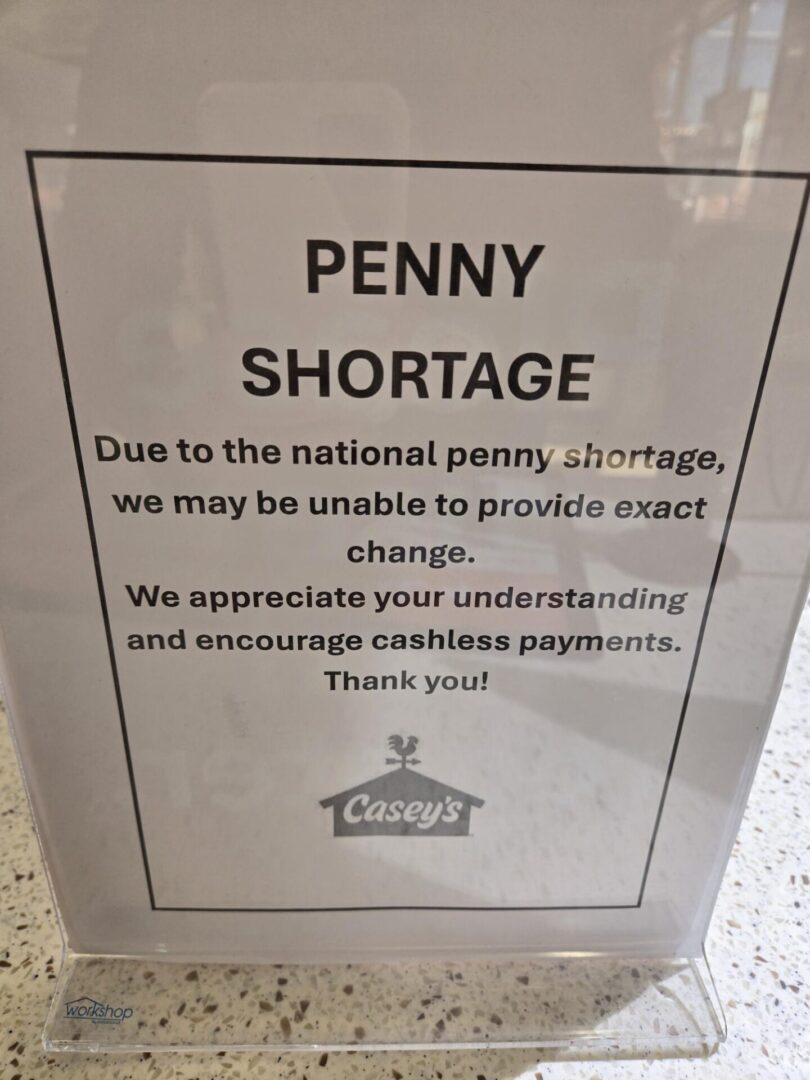 PENNY
SHORTAGE
Due to the national penny shortage,
we may be unable to provide exact
change.
We appreciate your understanding
and encourage cashless payments.
Thank you!
Casey's
workshop